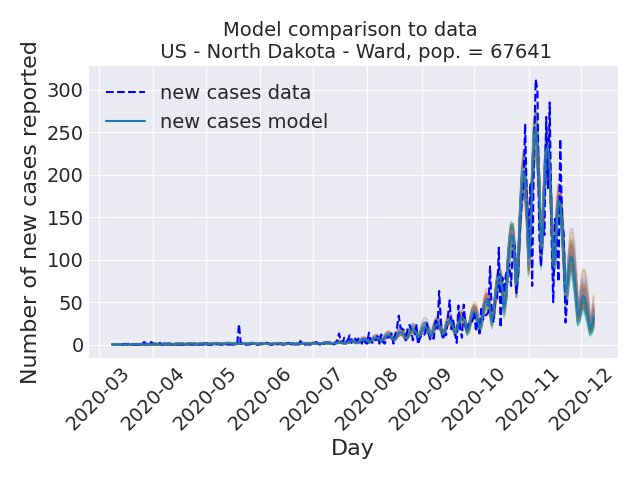 Model comparison to data
US - North Dakota - Ward, pop. = 67641
Number of new cases reported
300
250
200
150
100
50
0
new cases data
new cases model
2020-03
2020-04
2020-05
2020-06
2020-07
2020-08
2020-09
2020-10
2020-11
2020-12
Day